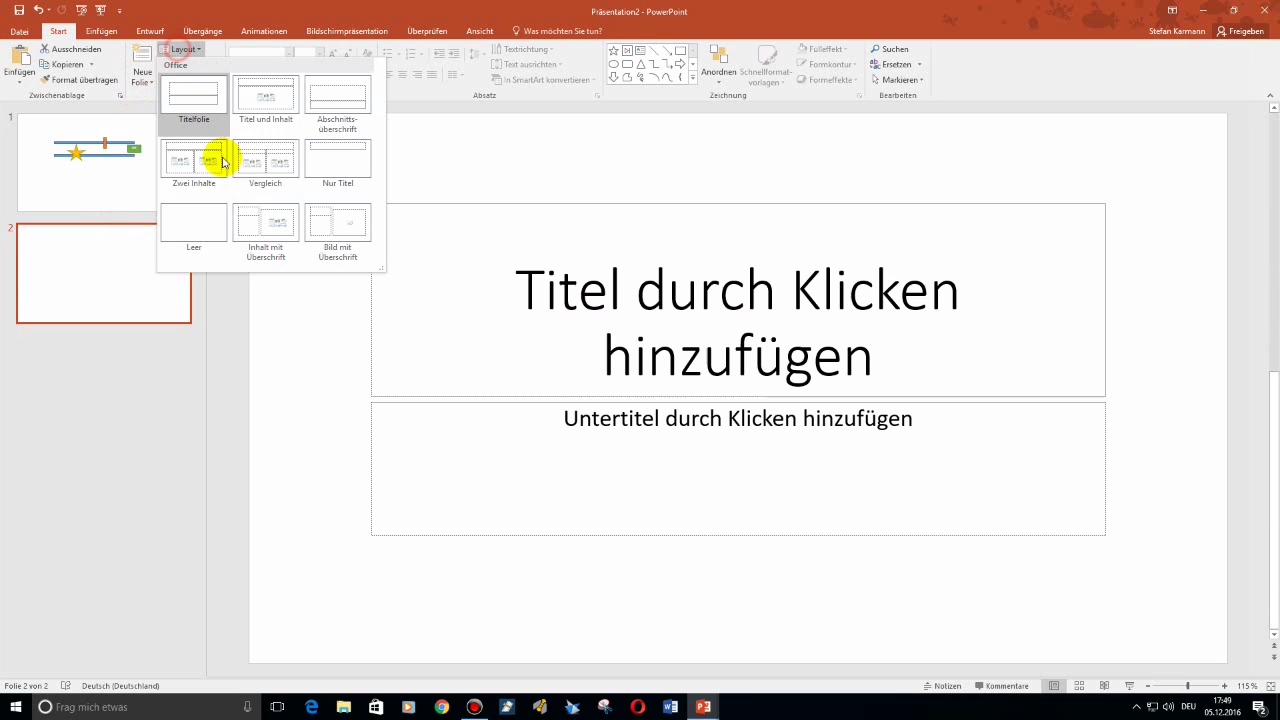 Präsentation2 - PowerPoint
Datei Start Einfügen Entwurf Übergänge Animationen Bildschirmpräsentation Überprüfen Ansicht Was möchten Sie tun? Stefan Karmann Freigeben
Einfügen
Ausschneiden
Kopieren
Format übertragen
Zwischenablage
Neue
Folie
Layout
Textrichtung
Text ausrichten
In SmartArt konvertieren
Absatz
Anordnen
Schnellformat-
vorlagen
Fülleffekt
Formkontur
Formeffekte
Zeichnung
Suchen
Ersetzen
Markieren
Bearbeiten
Office
Titelfolie
Titel und Inhalt
Abschnitts-
überschrift
Zwei Inhalte
Vergleich
Nur Titel
Leer
Inhalt mit
Überschrift
Bild mit
Überschrift
1
2
Titel durch Klicken
hinzufügen
Untertitel durch Klicken hinzufügen
Folie 2 von 2 Deutsch (Deutschland) Notizen Kommentare 115 %
Frag mich etwas
DEU
17:49
05.12.2016